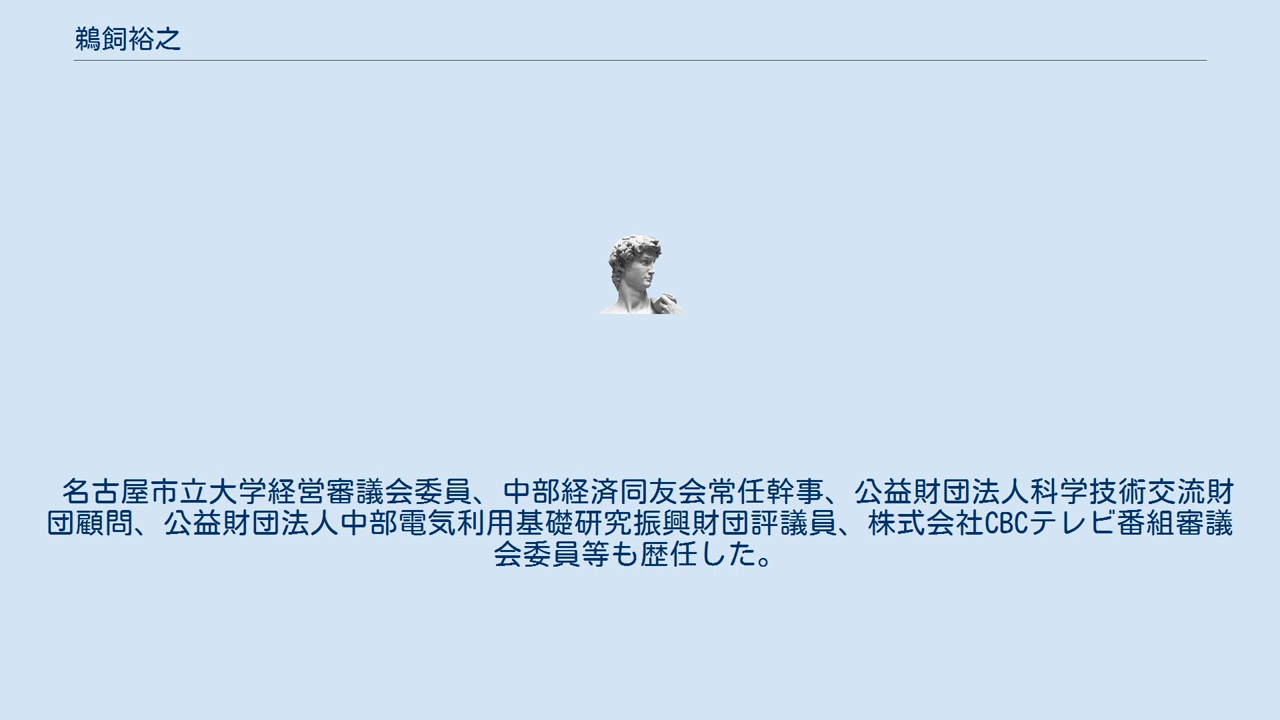 鵜飼裕之
名古屋市立大学経営審議会委員、中部経済同友会常任幹事、公益財団法人科学技術交流財
団顧問、公益財団法人中部電気利用基礎研究振興財団評議員、株式会社CBCテレビ番組審議
会委員等も歴任した。